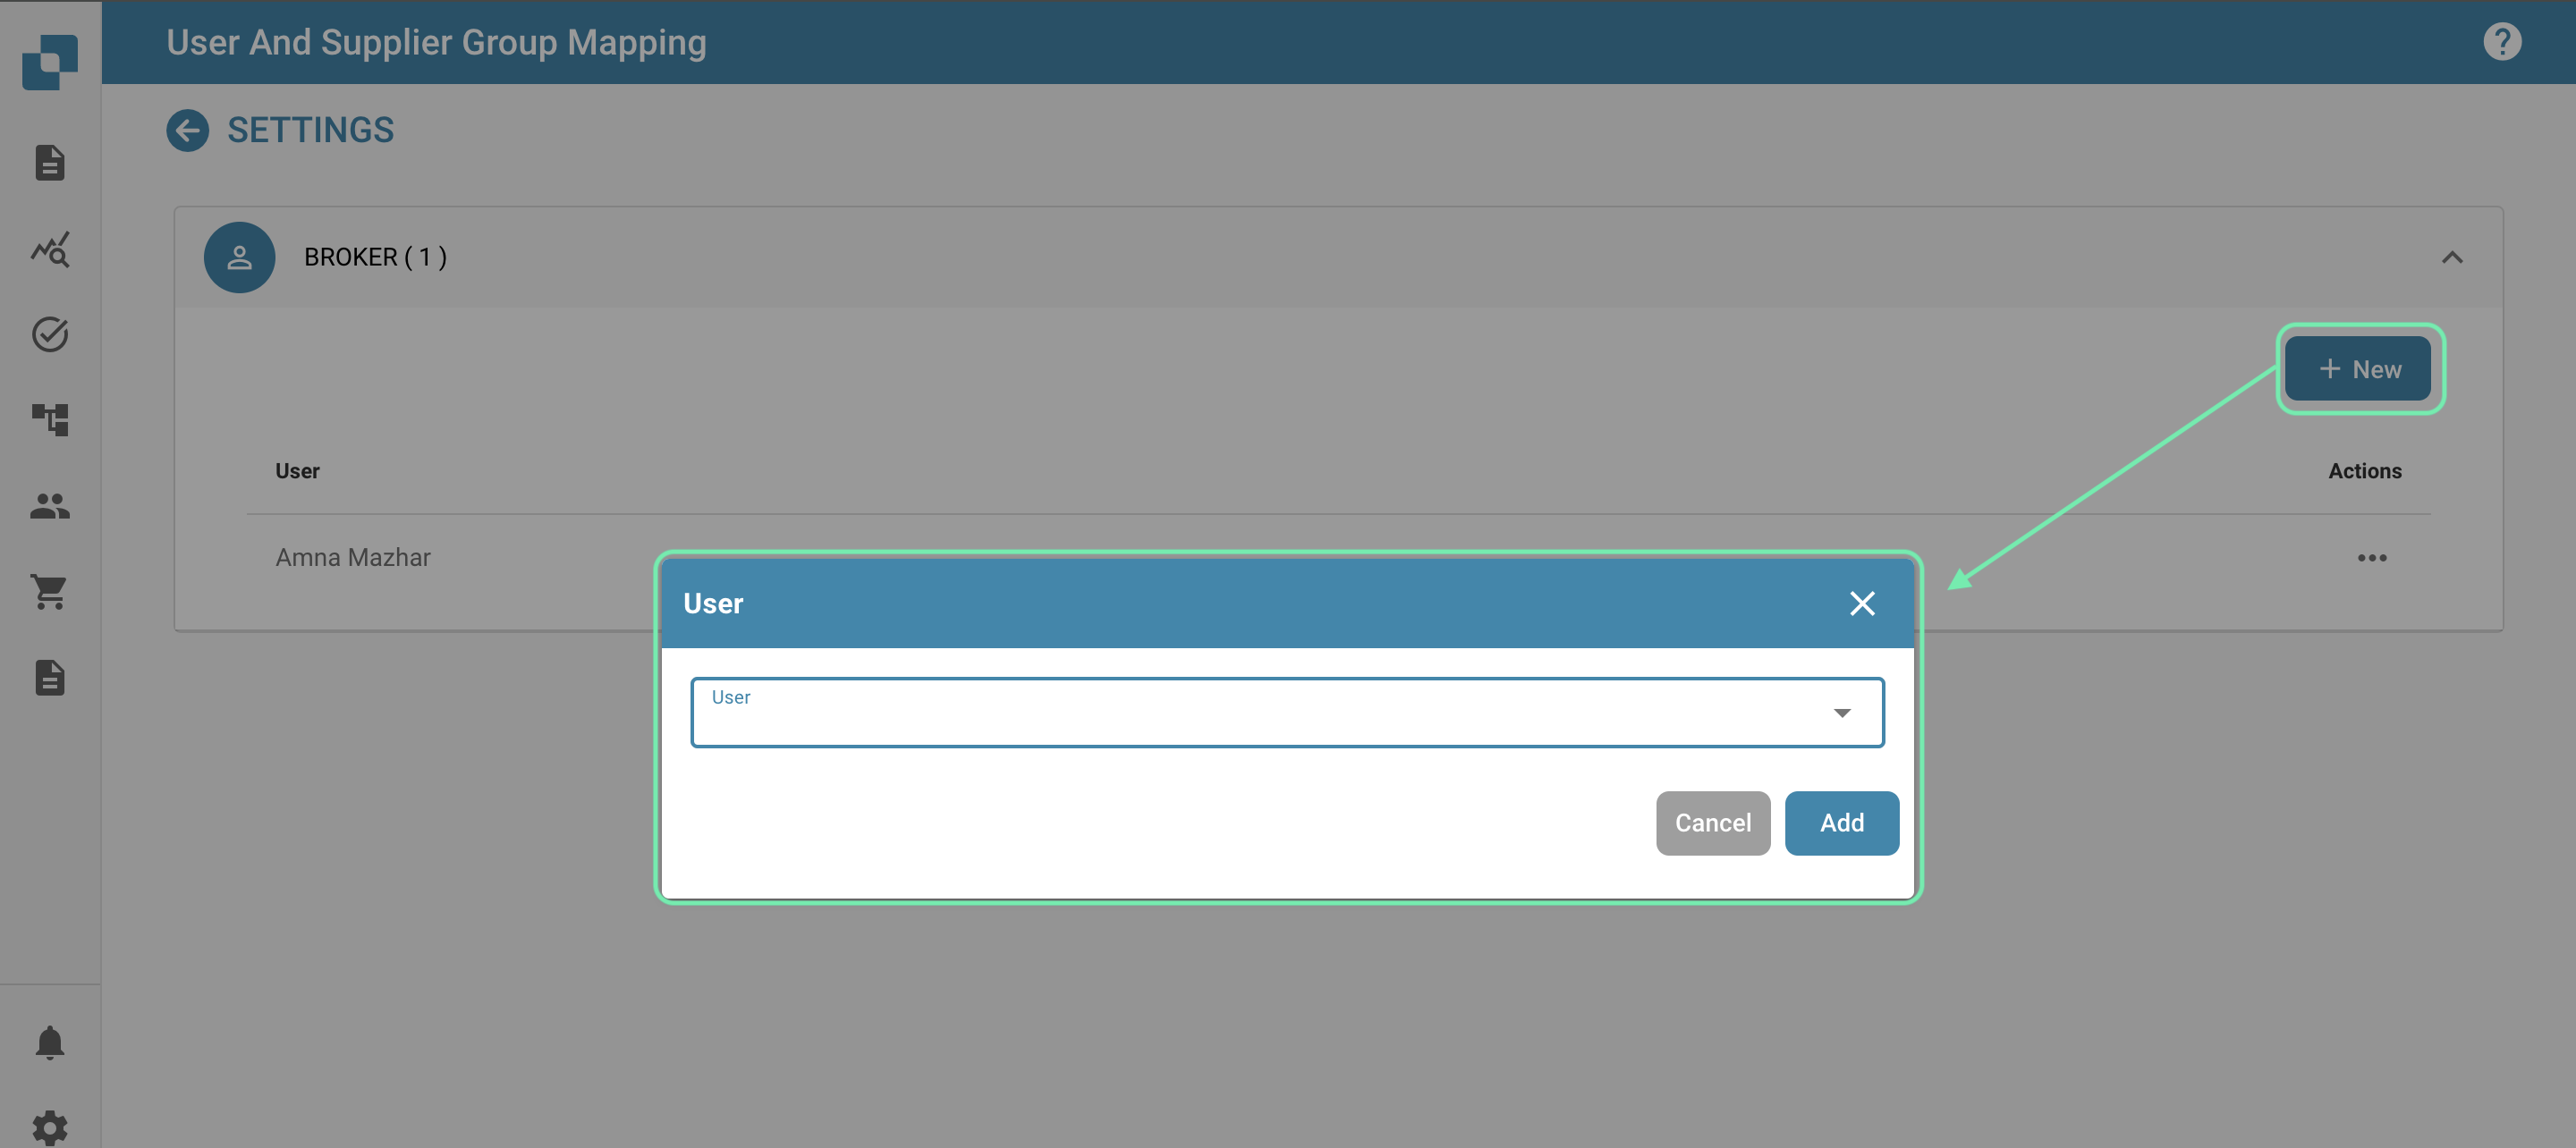 User And Supplier Group Mapping
?
SETTINGS
BROKER ( 1 )
+ New
User Actions
Amna Mazhar
User
User
Cancel Add